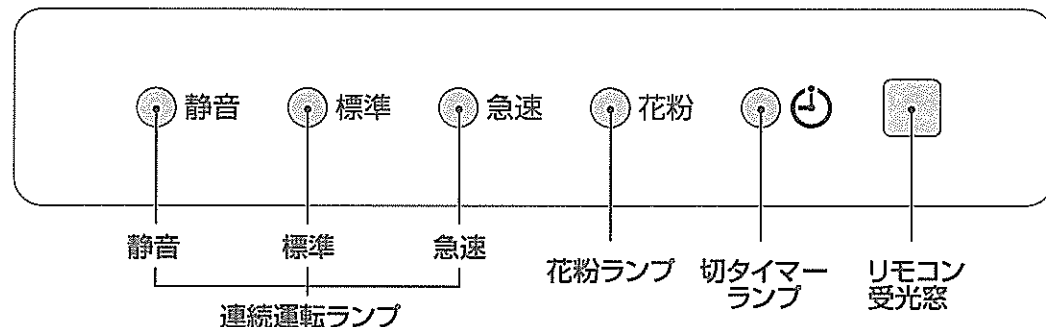 静音 標準 急速 花粉
静音 標準 急速
連続運転ランプ
花粉ランプ
切タイマー
ランプ
リモコン
受光窓